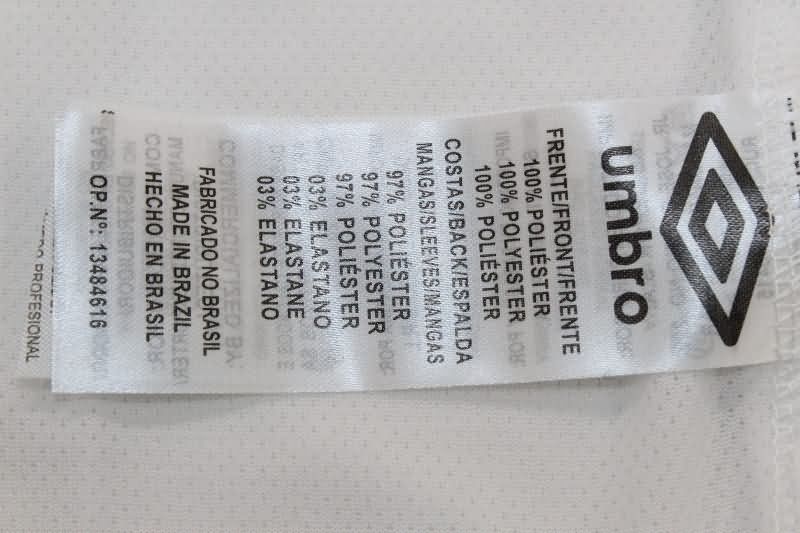 umbro
FRENTE/FRONT/FRENTE
100% POLIÉSTER
100% POLYESTER
100% POLIÉSTER
COSTAS/BACK/ESPALDA
MANGAS/SLEEVES/MANGAS
97% POLIÉSTER
97% POLYESTER
97% POLIÉSTER
03% ELASTANO
03% ELASTANE
03% ELASTANO
FABRICADO NO BRASIL
MADE IN BRAZIL
HECHO EN BRASIL
OP.Nº: 13484616
PROFESIONAL